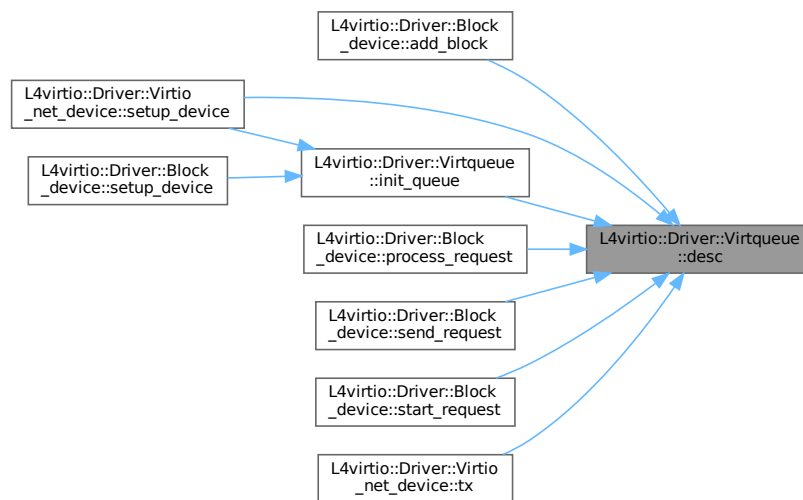 L4virtio::Driver::Block
_device::add_block
L4virtio::Driver::Virtio
_net_device::setup_device
L4virtio::Driver::Block
_device::setup_device
L4virtio::Driver::Virtqueue
::init_queue
L4virtio::Driver::Virtqueue
::desc
L4virtio::Driver::Block
_device::process_request
L4virtio::Driver::Block
_device::send_request
L4virtio::Driver::Block
_device::start_request
L4virtio::Driver::Virtio
_net_device::tx